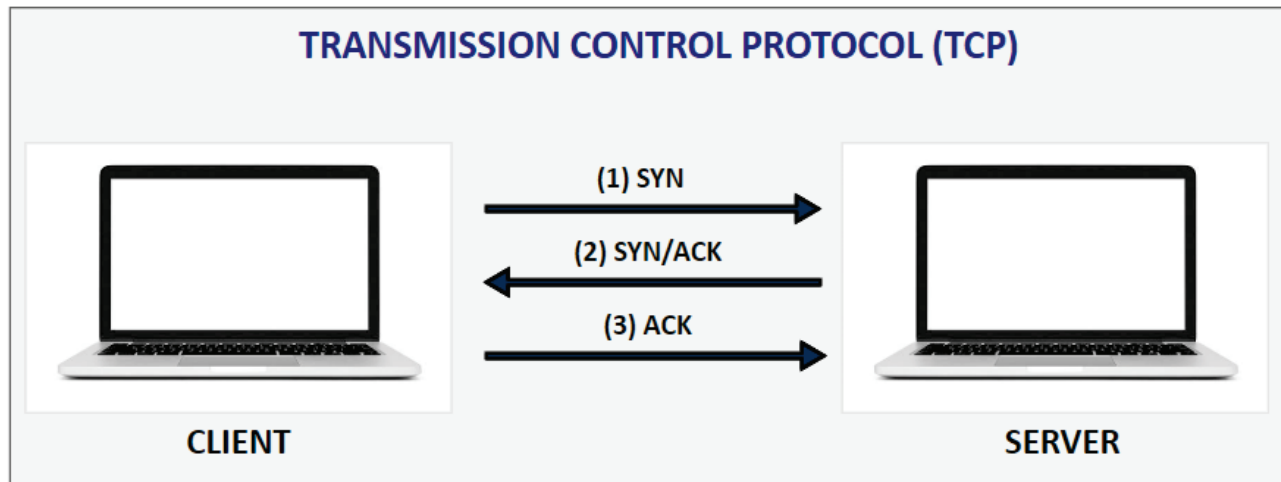 TRANSMISSION CONTROL PROTOCOL (TCP)
(1) SYN
(2) SYN/ACK
(3) ACK
CLIENT
SERVER